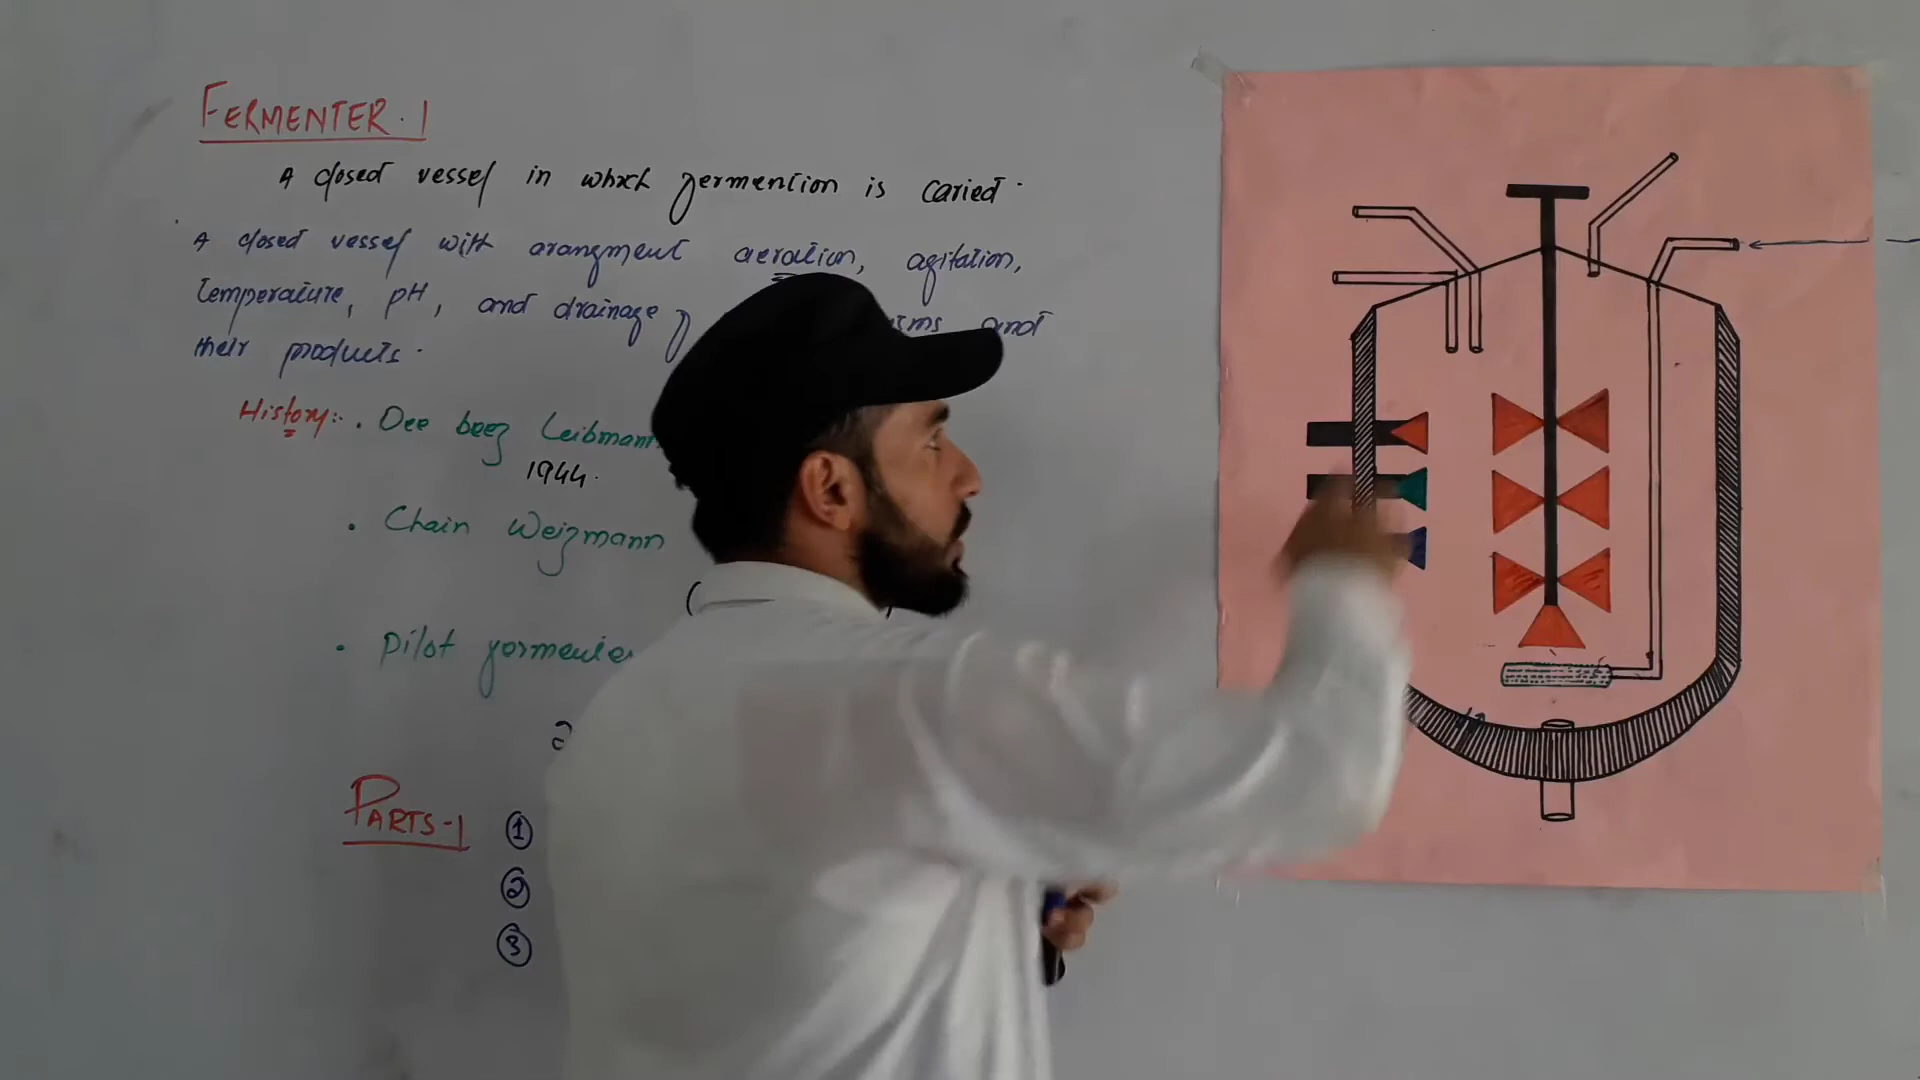 FERMENTER.1
A closed vessel in which fermention is caried.
A closed vessel with arangment aeration, agitation,
temperature, pH, and drainage and
their products.
History:- . Dee beez Leibmann
1944.
. Chain Weizmann
. Pilot
PARTS-1 ①
②
③